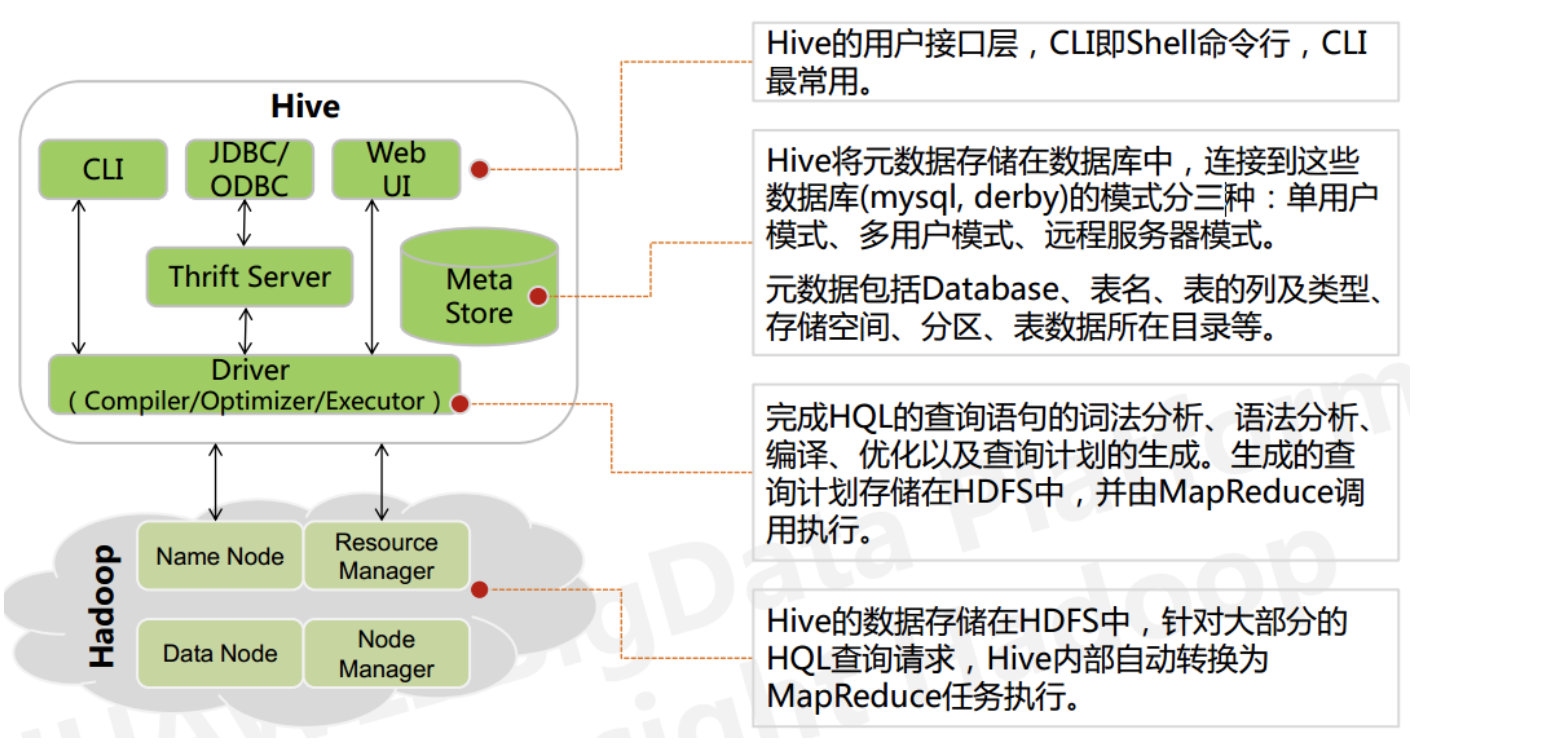 Hive
CLI
JDBC/
ODBC
Web
UI
Thrift Server
Meta
Store
Driver
（ Compiler/Optimizer/Executor ）
Hadoop
Name Node
Resource
Manager
Data Node
Node
Manager
Hive的用户接口层，CLI即Shell命令行，CLI
最常用。
Hive将元数据存储在数据库中，连接到这些
数据库(mysql, derby)的模式分三种：单用户
模式、多用户模式、远程服务器模式。
元数据包括Database、表名、表的列及类型、
存储空间、分区、表数据所在目录等。
完成HQL的查询语句的词法分析、语法分析、
编译、优化以及查询计划的生成。生成的查
询计划存储在HDFS中，并由MapReduce调
用执行。
Hive的数据存储在HDFS中，针对大部分的
HQL查询请求，Hive内部自动转换为
MapReduce任务执行。
BigData Platform
Hadoop